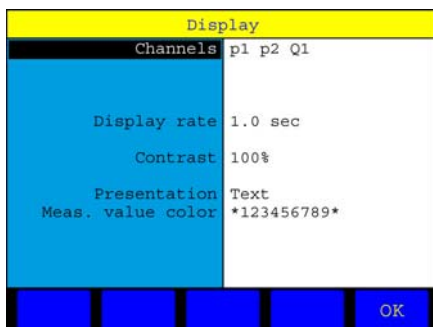 Display
Channels p1 p2 Q1
Display rate 1.0 sec
Contrast 100%
Presentation Text
Meas. value color *123456789*
OK